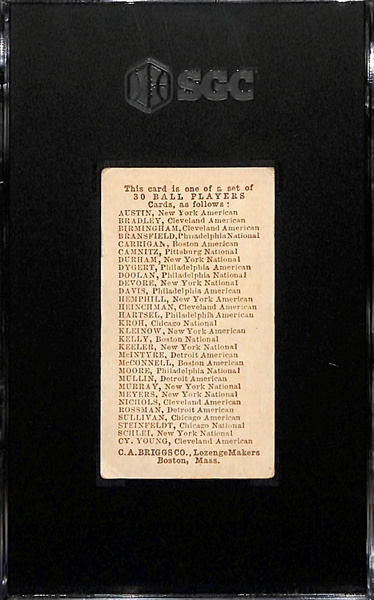 SGC
This card is one of a set of
30 BALL PLAYERS
Cards, as follows:
AUSTIN, New York American
BRADLEY, Cleveland American
BIRMINGHAM, Cleveland American
BRANSFIELD, Philadelphia National
CARRIGAN, Boston American
CAMNITZ, Pittsburg National
DURHAM, New York National
DYGERT, Philadelphia American
DOOLAN, Philadelphia National
DEVORE, New York National
DAVIS, Philadelphia American
HEMPHILL, New York American
HEINCHMAN, Cleveland American
HARTSEL, Philadelph American
KROH, Chicago National
KLEINOW, New York American
KELLY, Boston National
KEELER, New York National
McINTYRE, Detroit American
McCONNELL, Boston American
MOORE, Philadelphia National
MULLIN, Detroit American
MURRAY, New York National
MEYERS, New York National
NICHOLS, Cleveland American
ROSSMAN, Detroit American
SULLIVAN, Chicago American
STEINFELDT, Chicago National
SCHLEI, New York National
CY. YOUNG, Cleveland American
C. A. BRIGGS CO., Lozenge Makers
Boston, Mass.